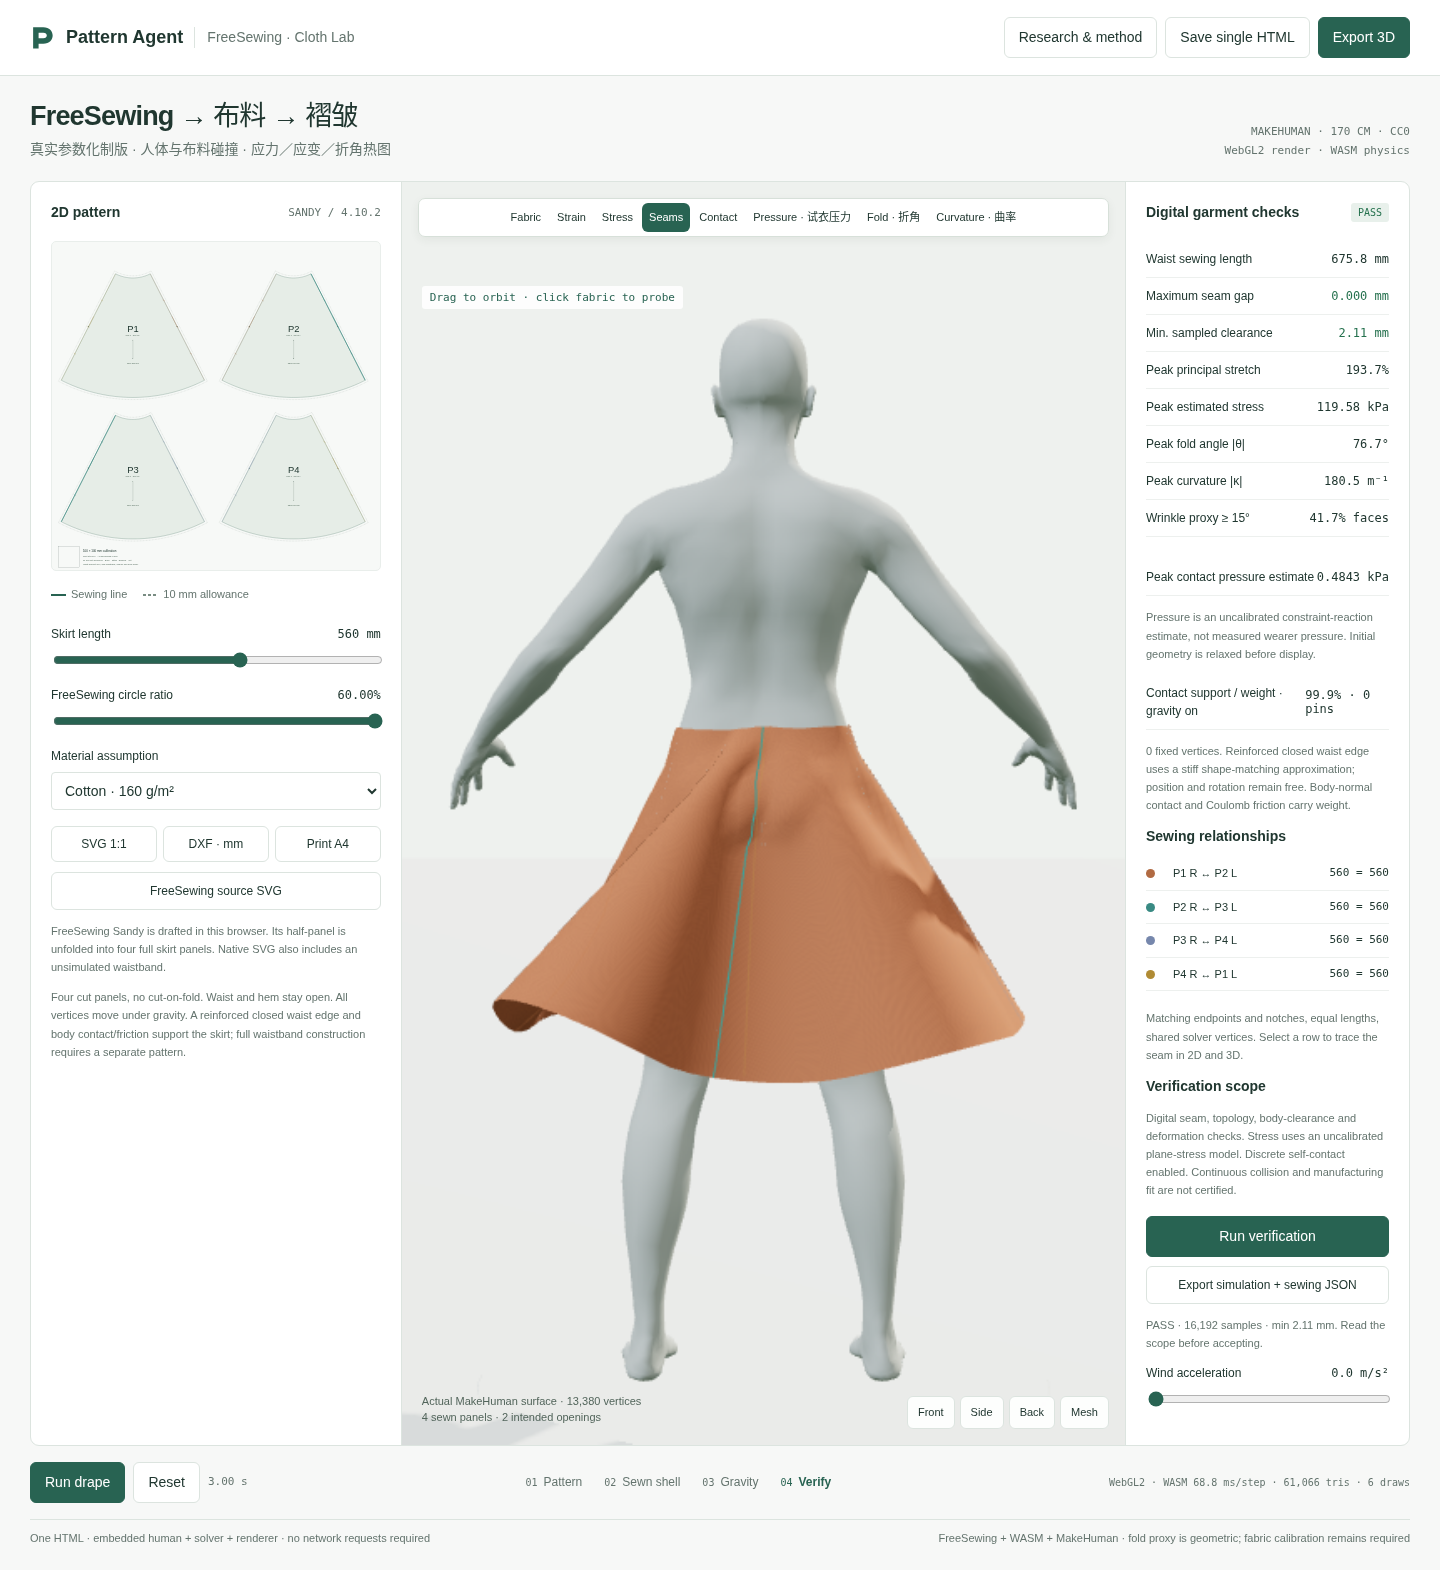 Pattern Agent
FreeSewing · Cloth Lab
Research & method
Save single HTML
Export 3D
FreeSewing → 布料 → 褶皱
真实参数化制版 · 人体与布料碰撞 · 应力／应变／折角热图
MAKEHUMAN · 170 CM · CC0
WebGL2 render · WASM physics
2D pattern
SANDY / 4.10.2
P1
P2
P3
P4
Sewing line
10 mm allowance
Skirt length
560 mm
FreeSewing circle ratio
60.00%
Material assumption
Cotton · 160 g/m²
SVG 1:1
DXF · mm
Print A4
FreeSewing source SVG
FreeSewing Sandy is drafted in this browser. Its half-panel is
unfolded into four full skirt panels. Native SVG also includes an
unsimulated waistband.
Four cut panels, no cut-on-fold. Waist and hem stay open. All
vertices move under gravity. A reinforced closed waist edge and
body contact/friction support the skirt; full waistband construction
requires a separate pattern.
Fabric
Strain
Stress
Seams
Contact
Pressure · 试衣压力
Fold · 折角
Curvature · 曲率
Drag to orbit · click fabric to probe
Actual MakeHuman surface · 13,380 vertices
4 sewn panels · 2 intended openings
Front
Side
Back
Mesh
Digital garment checks
PASS
Waist sewing length
675.8 mm
Maximum seam gap
0.000 mm
Min. sampled clearance
2.11 mm
Peak principal stretch
193.7%
Peak estimated stress
119.58 kPa
Peak fold angle |θ|
76.7°
Peak curvature |κ|
180.5 m⁻¹
Wrinkle proxy ≥ 15°
41.7% faces
Peak contact pressure estimate
0.4843 kPa
Pressure is an uncalibrated constraint-reaction
estimate, not measured wearer pressure. Initial
geometry is relaxed before display.
Contact support / weight ·
gravity on
99.9% · 0
pins
0 fixed vertices. Reinforced closed waist edge
uses a stiff shape-matching approximation;
position and rotation remain free. Body-normal
contact and Coulomb friction carry weight.
Sewing relationships
P1 R ↔ P2 L
560 = 560
P2 R ↔ P3 L
560 = 560
P3 R ↔ P4 L
560 = 560
P4 R ↔ P1 L
560 = 560
Matching endpoints and notches, equal lengths,
shared solver vertices. Select a row to trace the
seam in 2D and 3D.
Verification scope
Digital seam, topology, body-clearance and
deformation checks. Stress uses an uncalibrated
plane-stress model. Discrete self-contact
enabled. Continuous collision and manufacturing
fit are not certified.
Run verification
Export simulation + sewing JSON
PASS · 16,192 samples · min 2.11 mm. Read the
scope before accepting.
Wind acceleration
0.0 m/s²
Run drape
Reset
3.00 s
01 Pattern
02 Sewn shell
03 Gravity
04 Verify
WebGL2 · WASM 68.8 ms/step · 61,066 tris · 6 draws
One HTML · embedded human + solver + renderer · no network requests required
FreeSewing + WASM + MakeHuman · fold proxy is geometric; fabric calibration remains required